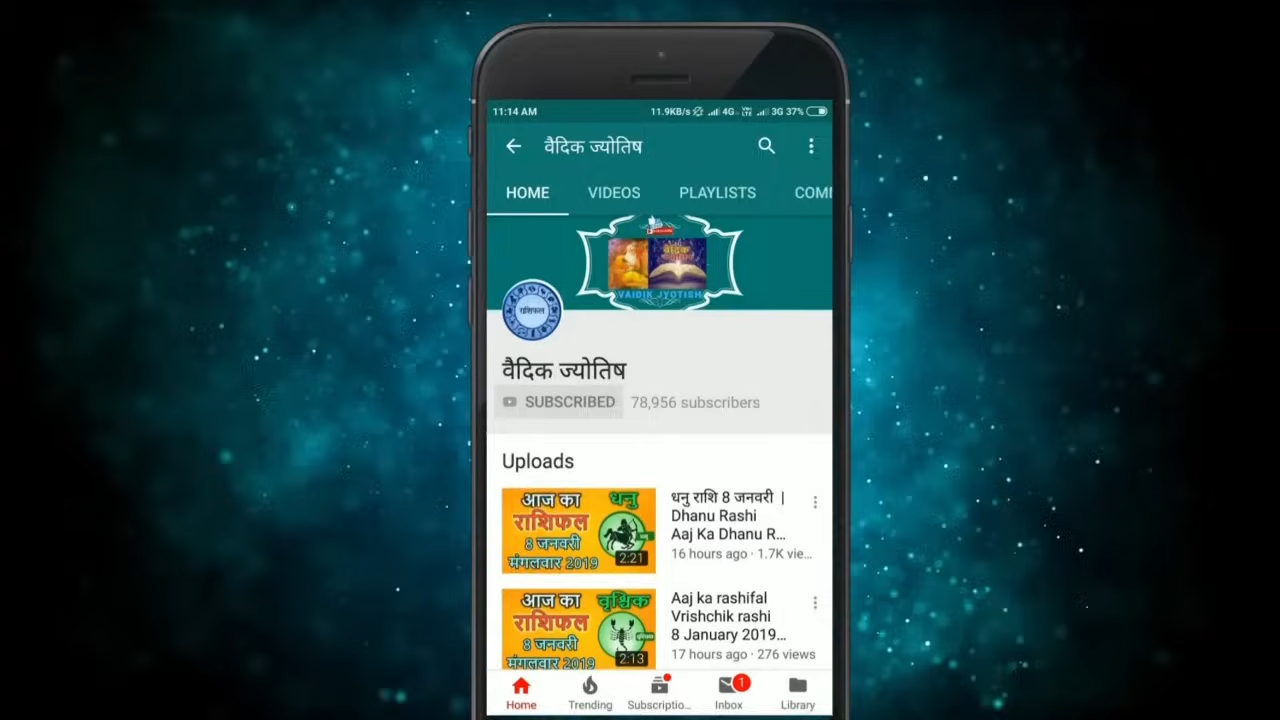 11:14 AM
11.9KB/s 4G VoLTE 3G 37%
वैदिक ज्योतिष
HOME VIDEOS PLAYLISTS COMM
वैदिक
VAIDIK JYOTISH
राशिफल
वैदिक ज्योतिष
SUBSCRIBED 78,956 subscribers
Uploads
आज का धनु
राशिफल
8 जनवरी
मंगलवार 2019
2:21
धनु राशि 8 जनवरी |
Dhanu Rashi
Aaj Ka Dhanu R...
16 hours ago · 1.7K vie...
आज का वृश्चिक
राशिफल
8 जनवरी
मंगलवार 2019
2:13
Aaj ka rashifal
Vrishchik rashi
8 January 2019...
17 hours ago · 276 views
1
Home Trending Subscriptio... Inbox Library